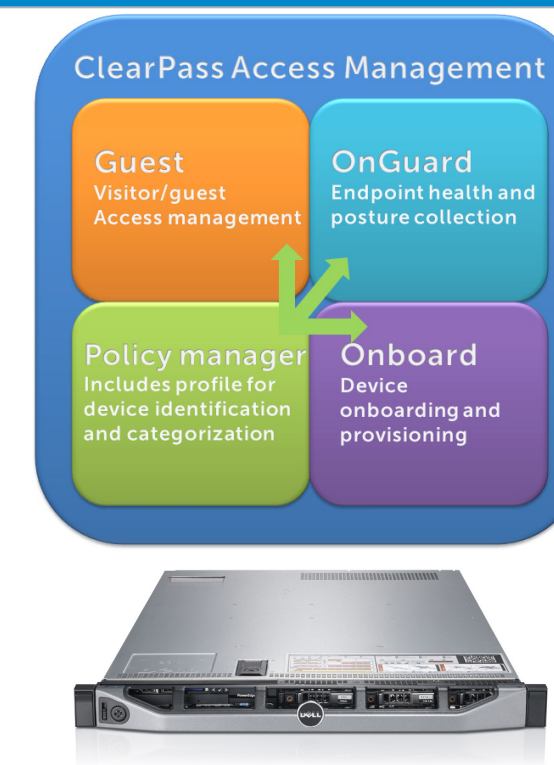 ClearPass Access Management
Guest
Visitor/guest
Access management
OnGuard
Endpoint health and
posture collection
Policy manager
Includes profile for
device identification
and categorization
Onboard
Device
onboarding and
provisioning
PowerEdge
DELL